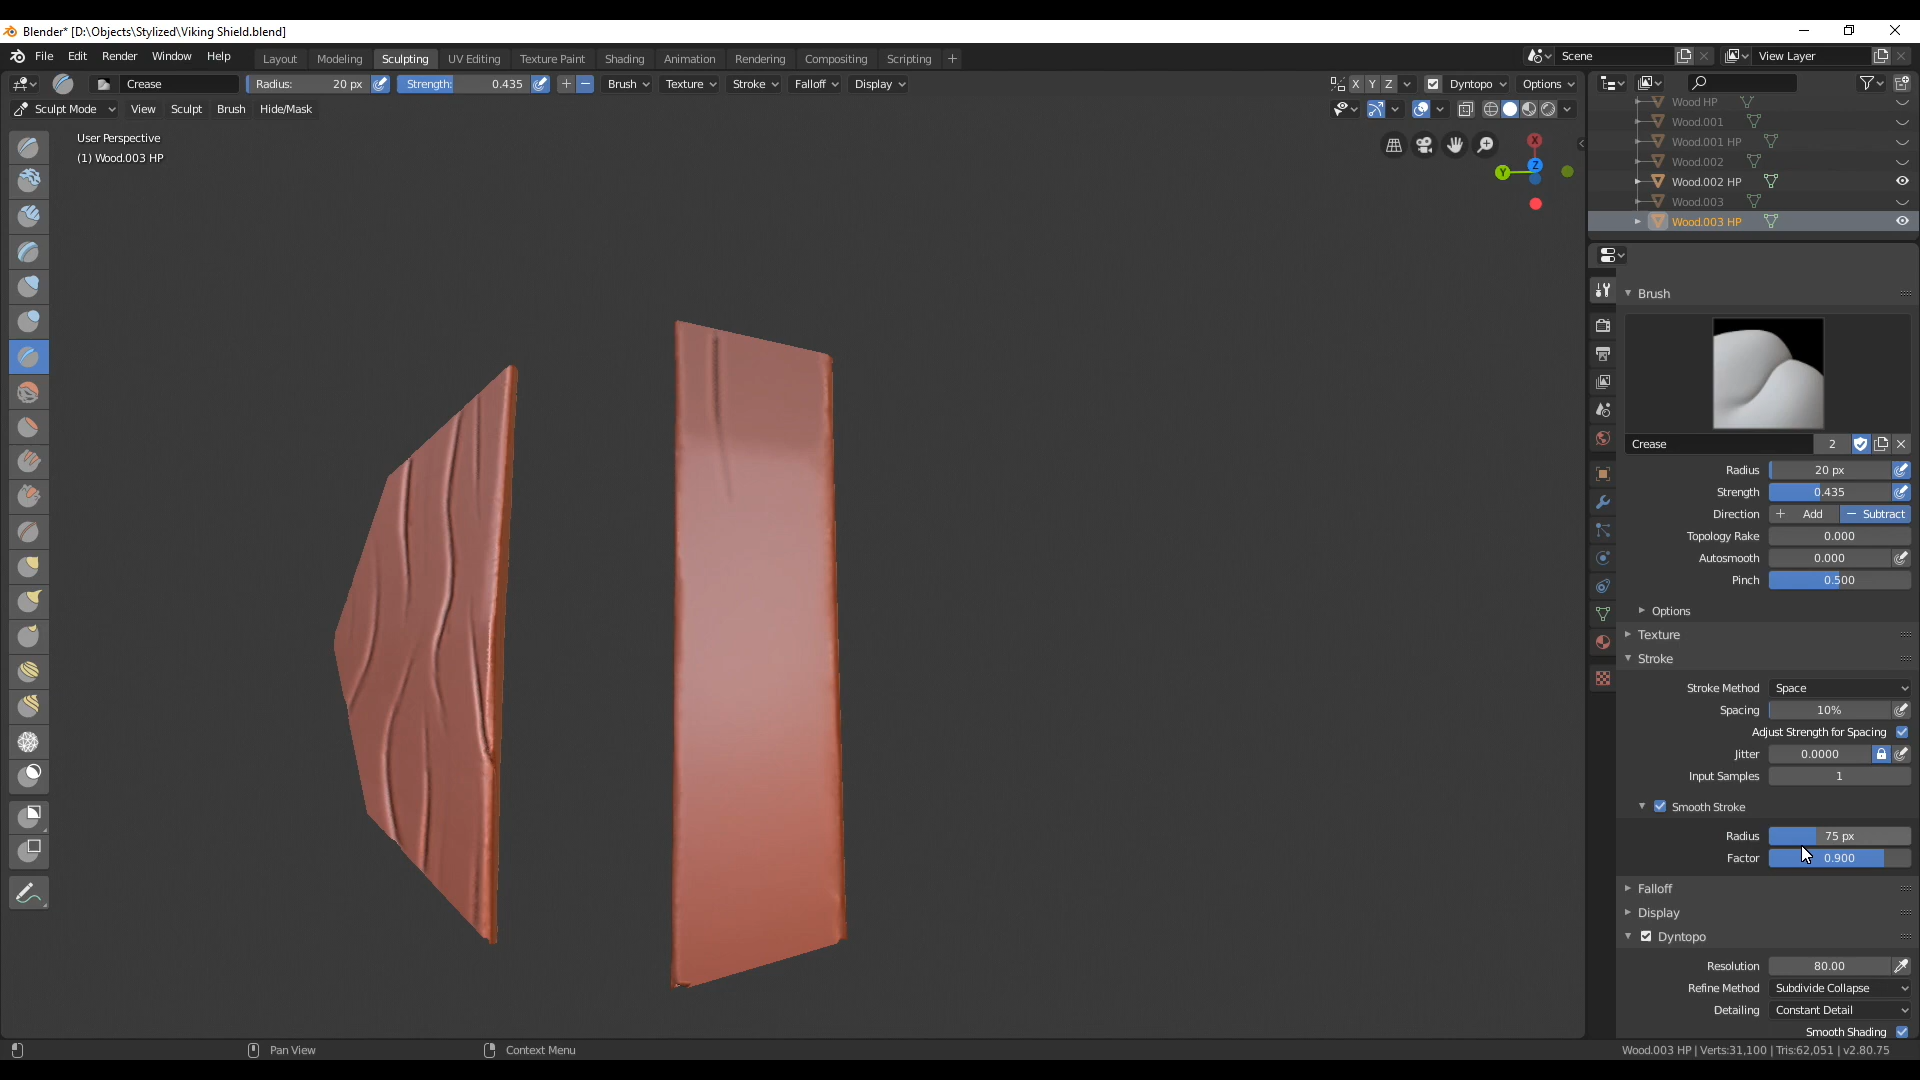 Blender* [D:\Objects\Stylized\Viking Shield.blend]
File Edit Render Window Help Layout Modeling Sculpting UV Editing Texture Paint Shading Animation Rendering Compositing Scripting + Scene View Layer
Crease Radius: 20 px Strength: 0.435 + − Brush Texture Stroke Falloff Display X Y Z Dyntopo Options
Sculpt Mode View Sculpt Brush Hide/Mask
User Perspective
(1) Wood.003 HP
X
Y
Z
Wood HP
Wood.001
Wood.001 HP
Wood.002
Wood.002 HP
Wood.003
Wood.003 HP
Brush
Crease 2
Radius 20 px
Strength 0.435
Direction + Add − Subtract
Topology Rake 0.000
Autosmooth 0.000
Pinch 0.500
Options
Texture
Stroke
Stroke Method Space
Spacing 10%
Adjust Strength for Spacing
Jitter 0.0000
Input Samples 1
Smooth Stroke
Radius 75 px
Factor 0.900
Falloff
Display
Dyntopo
Resolution 80.00
Refine Method Subdivide Collapse
Detailing Constant Detail
Smooth Shading
Pan View Context Menu Wood.003 HP | Verts:31,100 | Tris:62,051 | v2.80.75